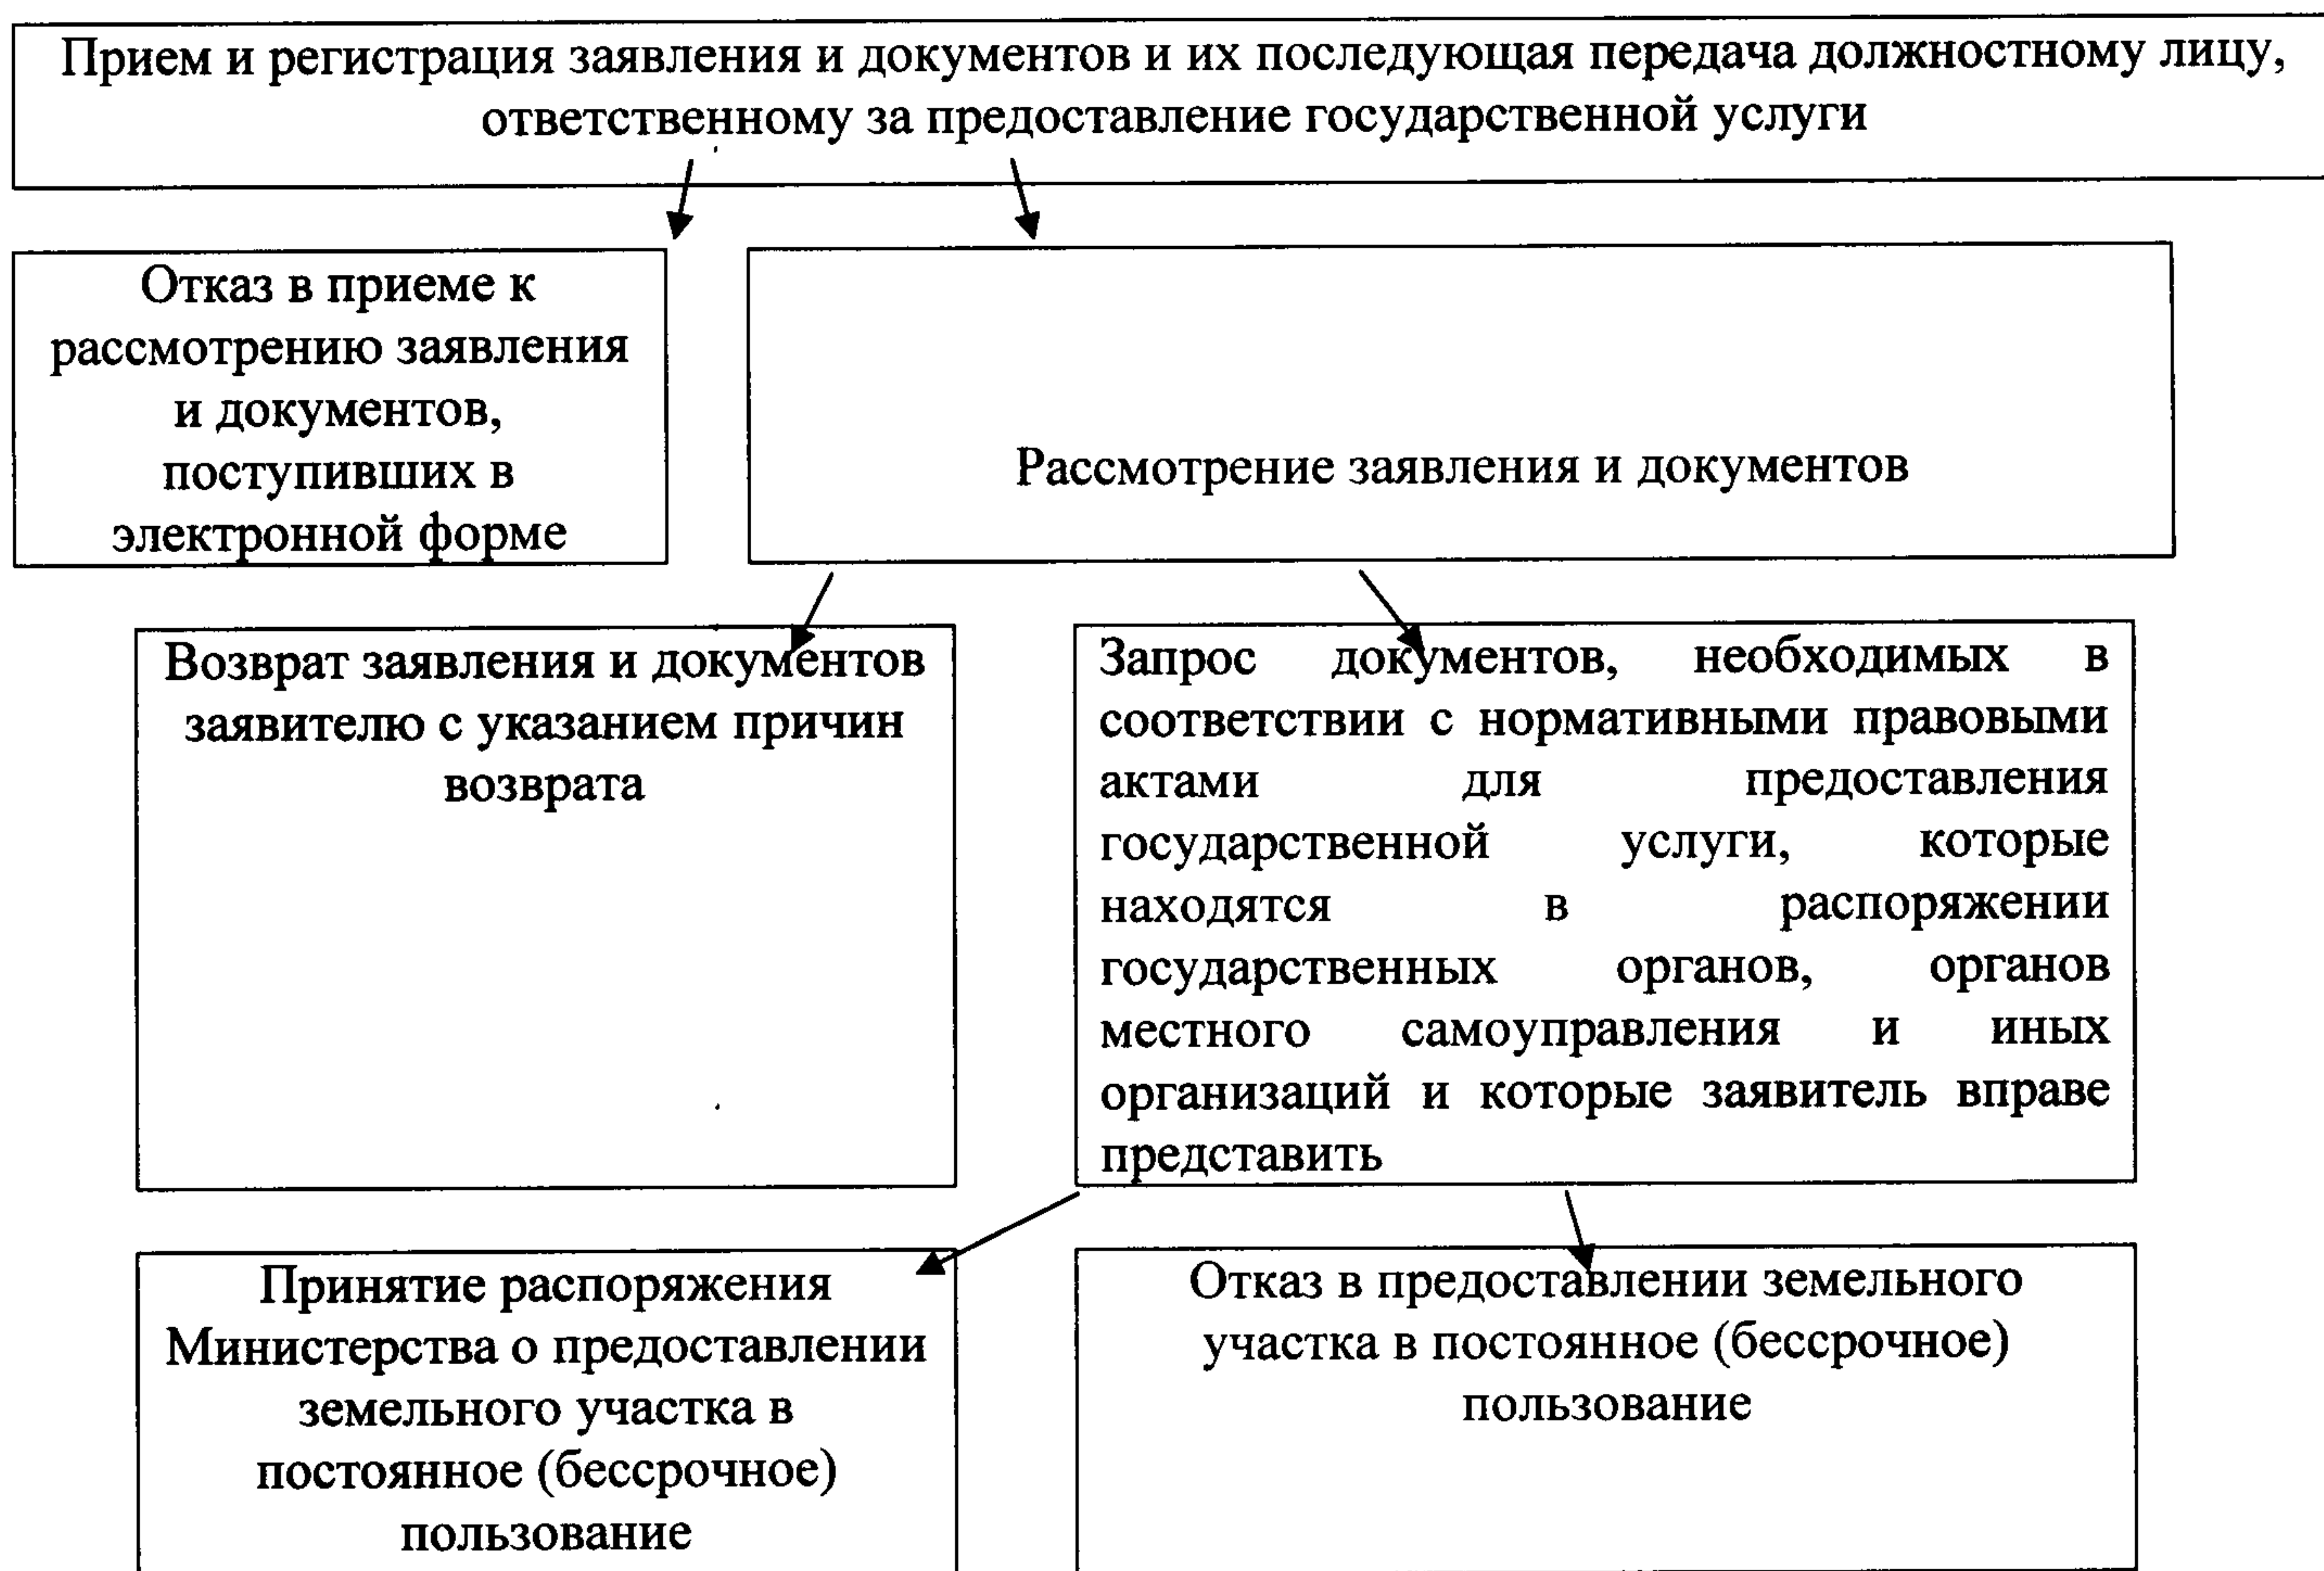 Прием и регистрация заявления и документов и их последующая передача должностному лицу,
ответственному за предоставление государственной услуги
Отказ в приеме к
рассмотрению заявления
и документов,
поступивших в
электронной форме
Рассмотрение заявления и документов
Возврат заявления и документов
заявителю с указанием причин
возврата
Запрос документов, необходимых в
соответствии с нормативными правовыми
актами для предоставления
государственной услуги, которые
находятся в распоряжении
государственных органов, органов
местного самоуправления и иных
организаций и которые заявитель вправе
представить
Принятие распоряжения
Министерства о предоставлении
земельного участка в
постоянное (бессрочное)
пользование
Отказ в предоставлении земельного
участка в постоянное (бессрочное)
пользование